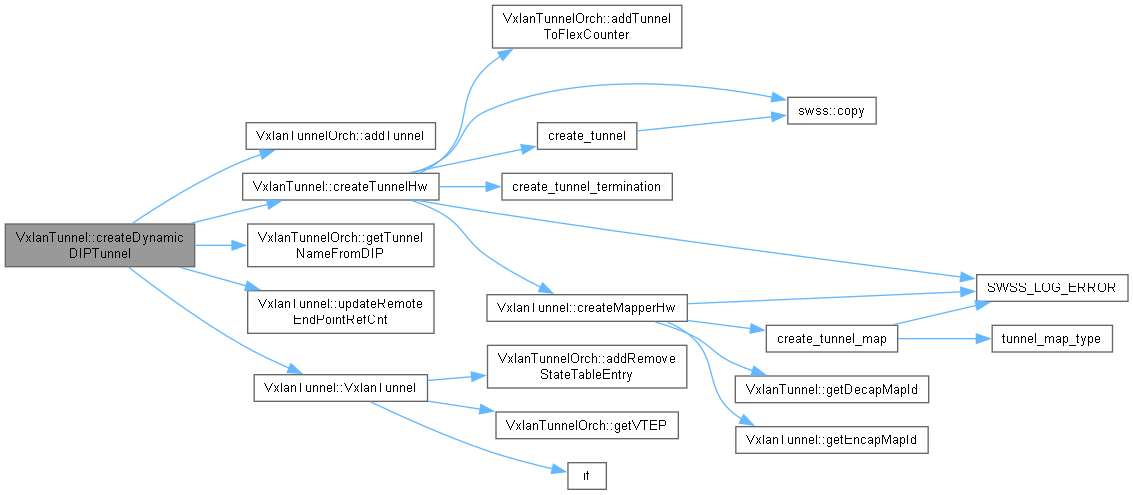 VxlanTunnelOrch::addTunnel
ToFlexCounter
swss::copy
VxlanTunnelOrch::addTunnel
create_tunnel
VxlanTunnel::createTunnelHw
create_tunnel_termination
VxlanTunnel::createDynamic
DIPTunnel
VxlanTunnelOrch::getTunnel
NameFromDIP
SWSS_LOG_ERROR
VxlanTunnel::updateRemote
EndPointRefCnt
VxlanTunnel::createMapperHw
create_tunnel_map
tunnel_map_type
VxlanTunnelOrch::addRemove
StateTableEntry
VxlanTunnel::VxlanTunnel
VxlanTunnel::getDecapMapId
VxlanTunnelOrch::getVTEP
VxlanTunnel::getEncapMapId
if